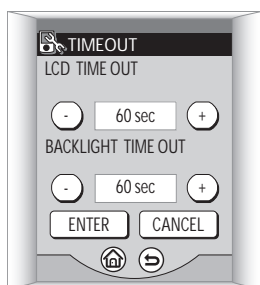 TIMEOUT
LCD TIME OUT
- 60 sec +
BACKLIGHT TIME OUT
- 60 sec +
ENTER CANCEL